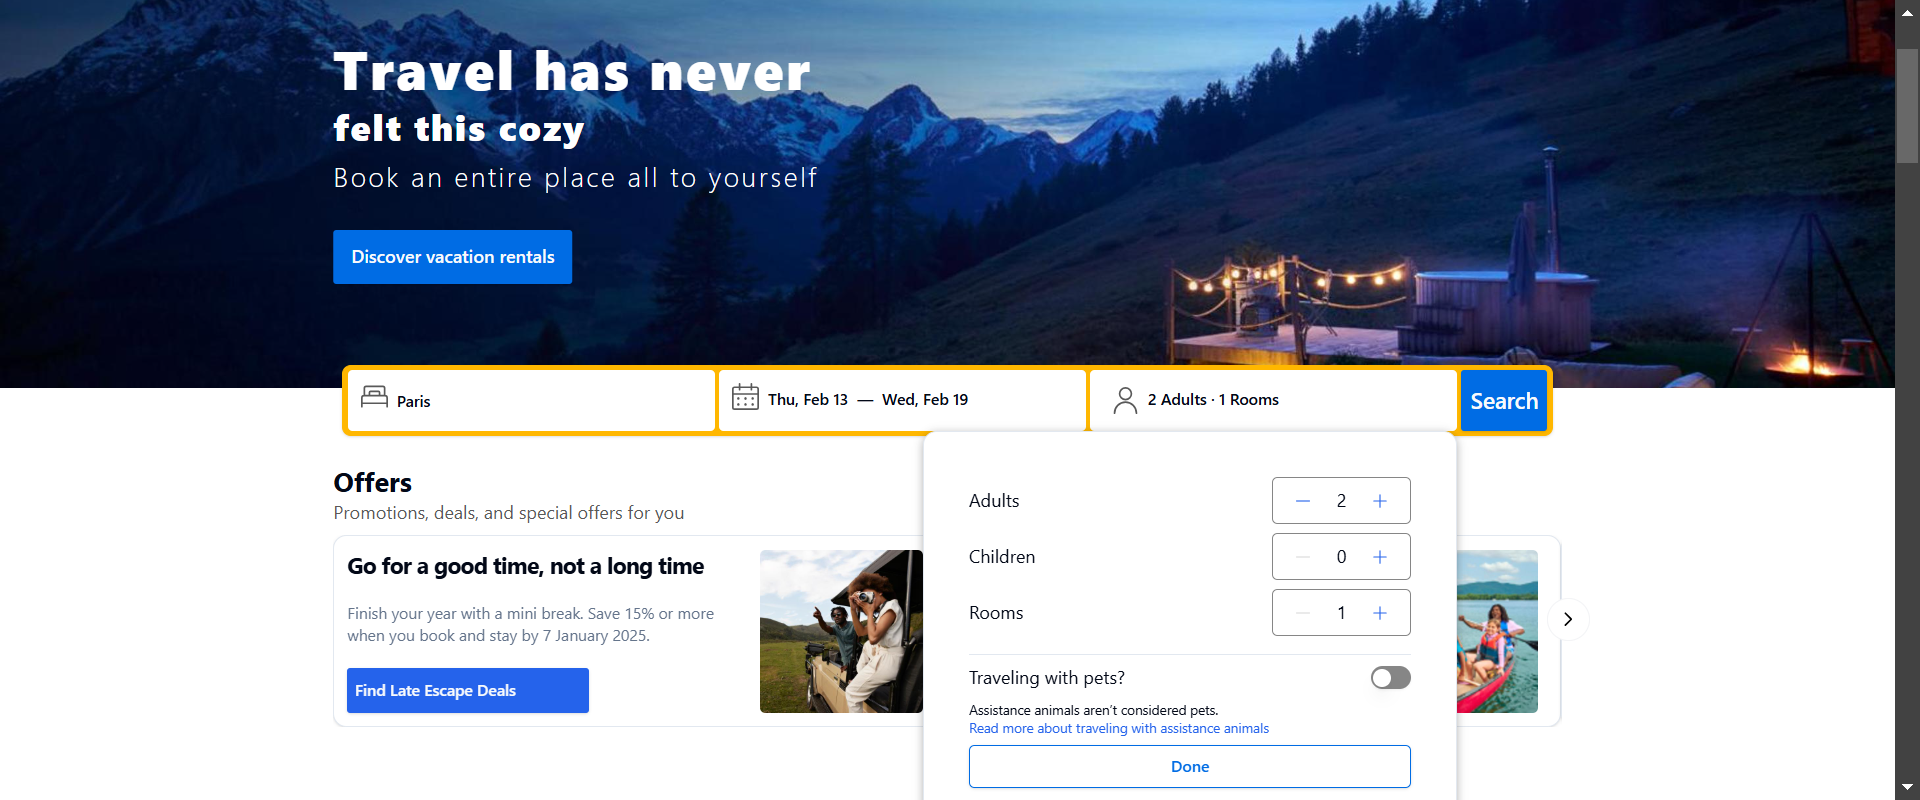 Travel has never
felt this cozy
Book an entire place all to yourself
Discover vacation rentals
Paris
Thu, Feb 13 — Wed, Feb 19
2 Adults · 1 Rooms
Search
Offers
Promotions, deals, and special offers for you
Go for a good time, not a long time
Finish your year with a mini break. Save 15% or more
when you book and stay by 7 January 2025.
Find Late Escape Deals
Adults
2
Children
0
Rooms
1
Traveling with pets?
Assistance animals aren’t considered pets.
Read more about traveling with assistance animals
Done